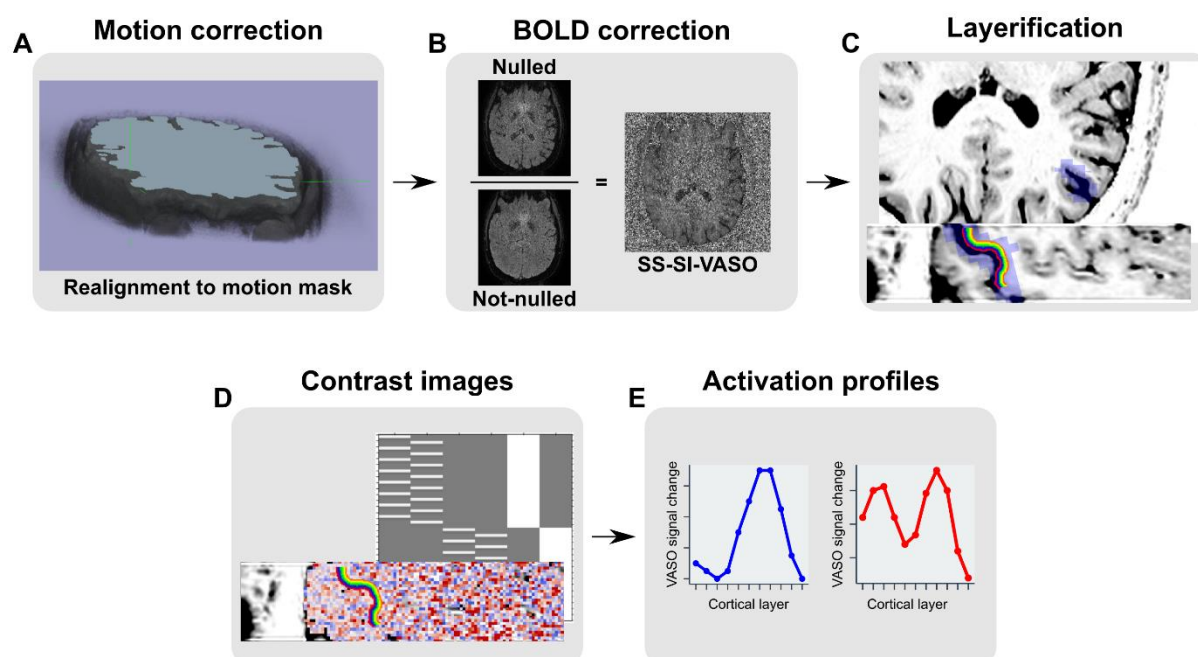 A
Motion correction
Realignment to motion mask
B
BOLD correction
Nulled
Not-nulled
=
SS-SI-VASO
C
Layerification
D
Contrast images
E
Activation profiles
VASO signal change
Cortical layer
VASO signal change
Cortical layer